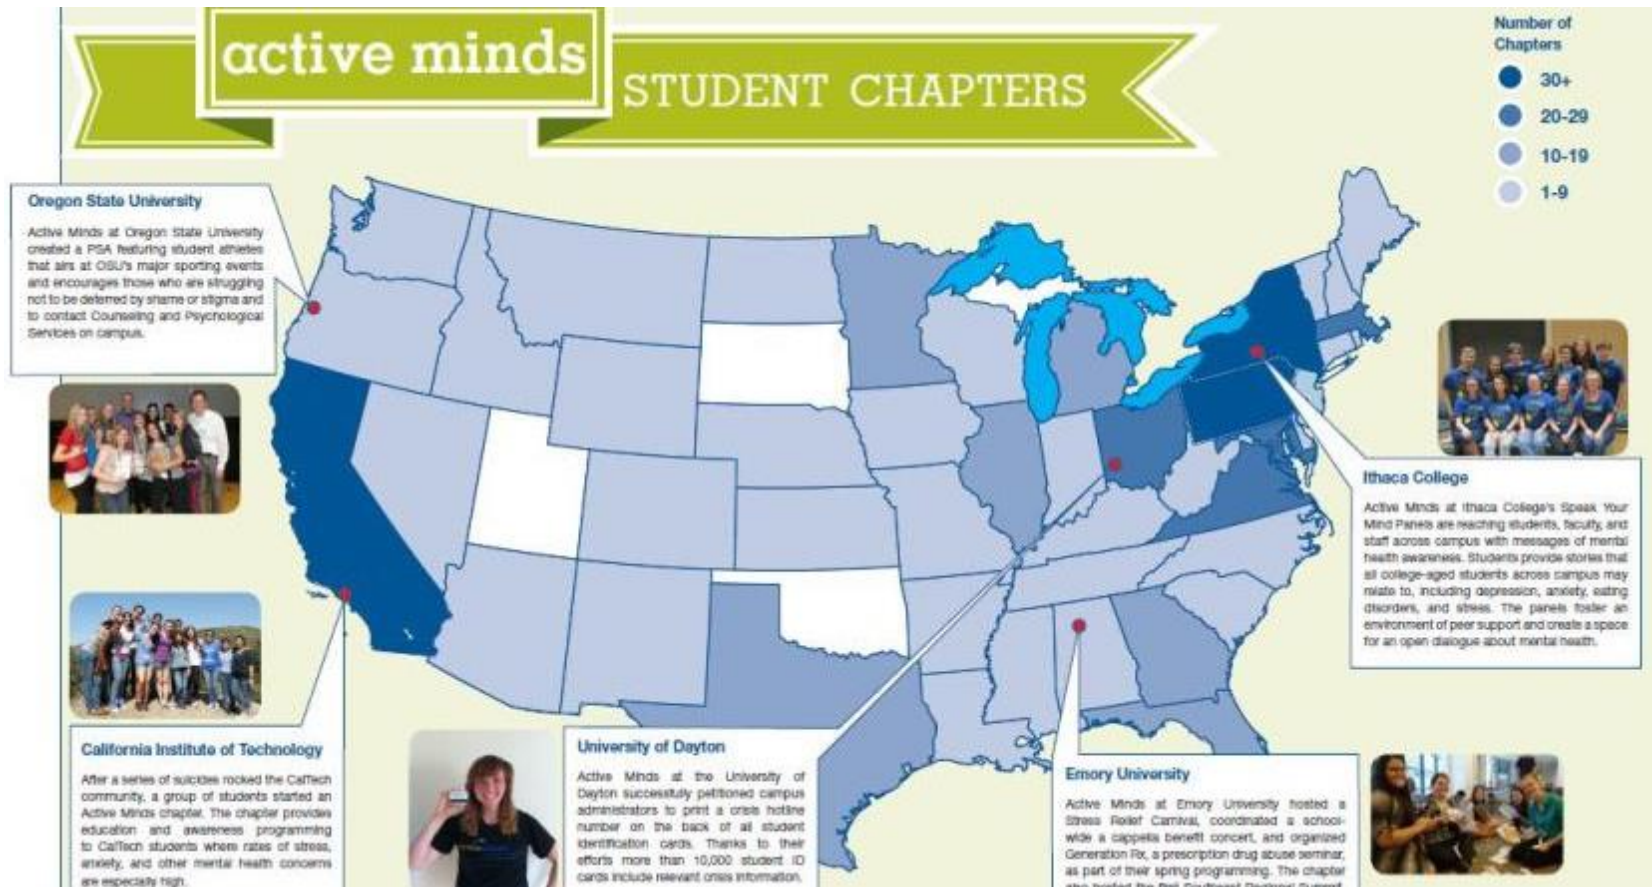 active minds
STUDENT CHAPTERS
Number of
Chapters
30+
20-29
10-19
1-9
Oregon State University
Active Minds at Oregon State University
created a PSA featuring student athletes
that airs at OSU's major sporting events
and encourages those who are struggling
not to be deterred by shame or stigma and
to contact Counseling and Psychological
Services on campus.
Ithaca College
Active Minds at Ithaca College's Speak Your
Mind Panels are reaching students, faculty, and
staff across campus with messages of mental
health awareness. Students provide stories that
all college-aged students across campus may
relate to, including depression, anxiety, eating
disorders, and stress. The panels foster an
environment of peer support and create a space
for an open dialogue about mental health.
California Institute of Technology
After a series of suicides rocked the CalTech
community, a group of students started an
Active Minds chapter. The chapter provides
education and awareness programming
to CalTech students where rates of stress,
anxiety, and other mental health concerns
are especially high.
University of Dayton
Active Minds at the University of
Dayton successfully petitioned campus
administrators to print a crisis hotline
number on the back of all student
identification cards. Thanks to their
efforts more than 10,000 student ID
cards include relevant crisis information.
Emory University
Active Minds at Emory University hosted a
Stress Relief Carnival, coordinated a school-
wide a cappella benefit concert, and organized
Generation Rx, a prescription drug abuse seminar,
as part of their spring programming. The chapter
also hosted the first Southeast Regional Summit